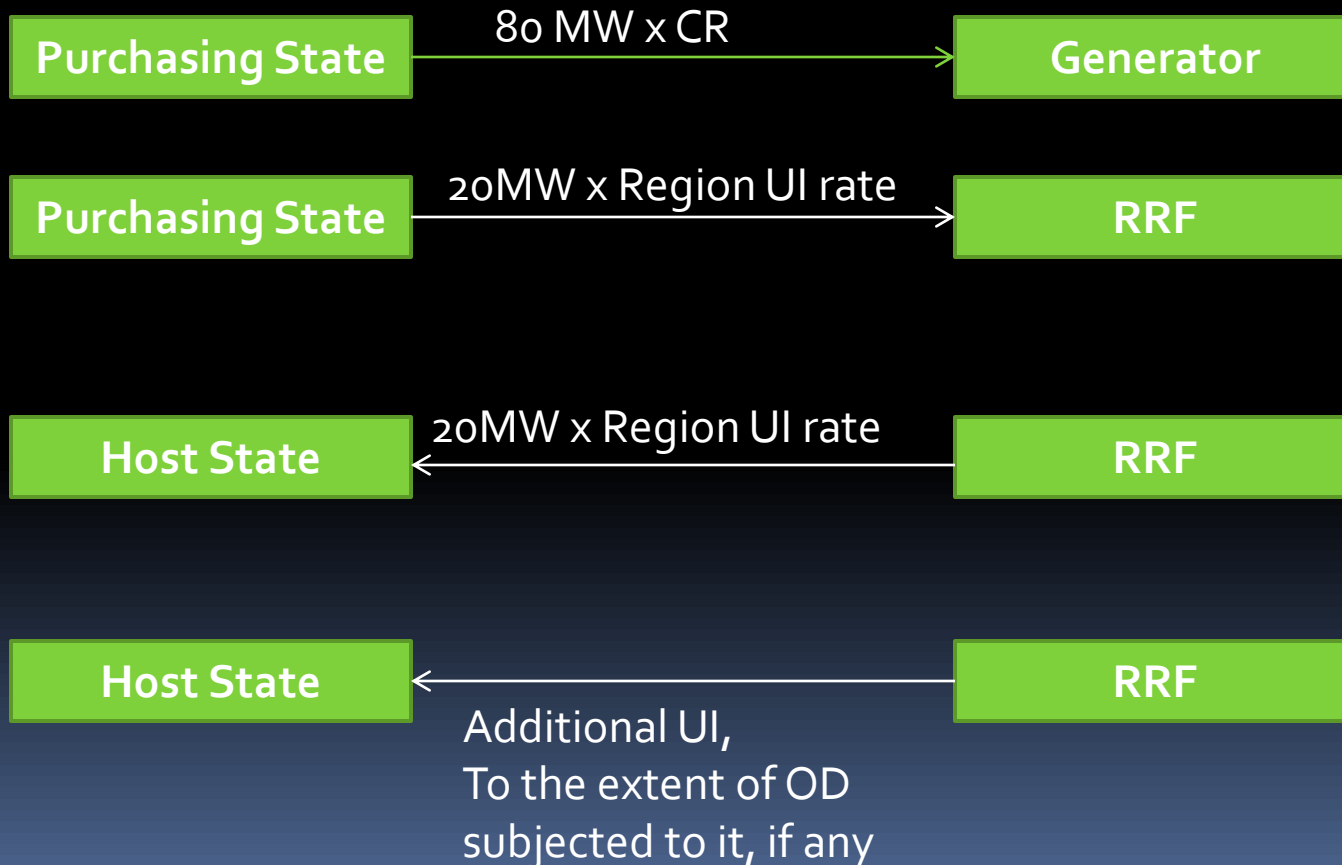 80 MW x CR
Purchasing State
Generator
20MW x Region UI rate
Purchasing State
RRF
20MW x Region UI rate
Host State
RRF
Host State
RRF
Additional UI,
To the extent of OD
subjected to it, if any